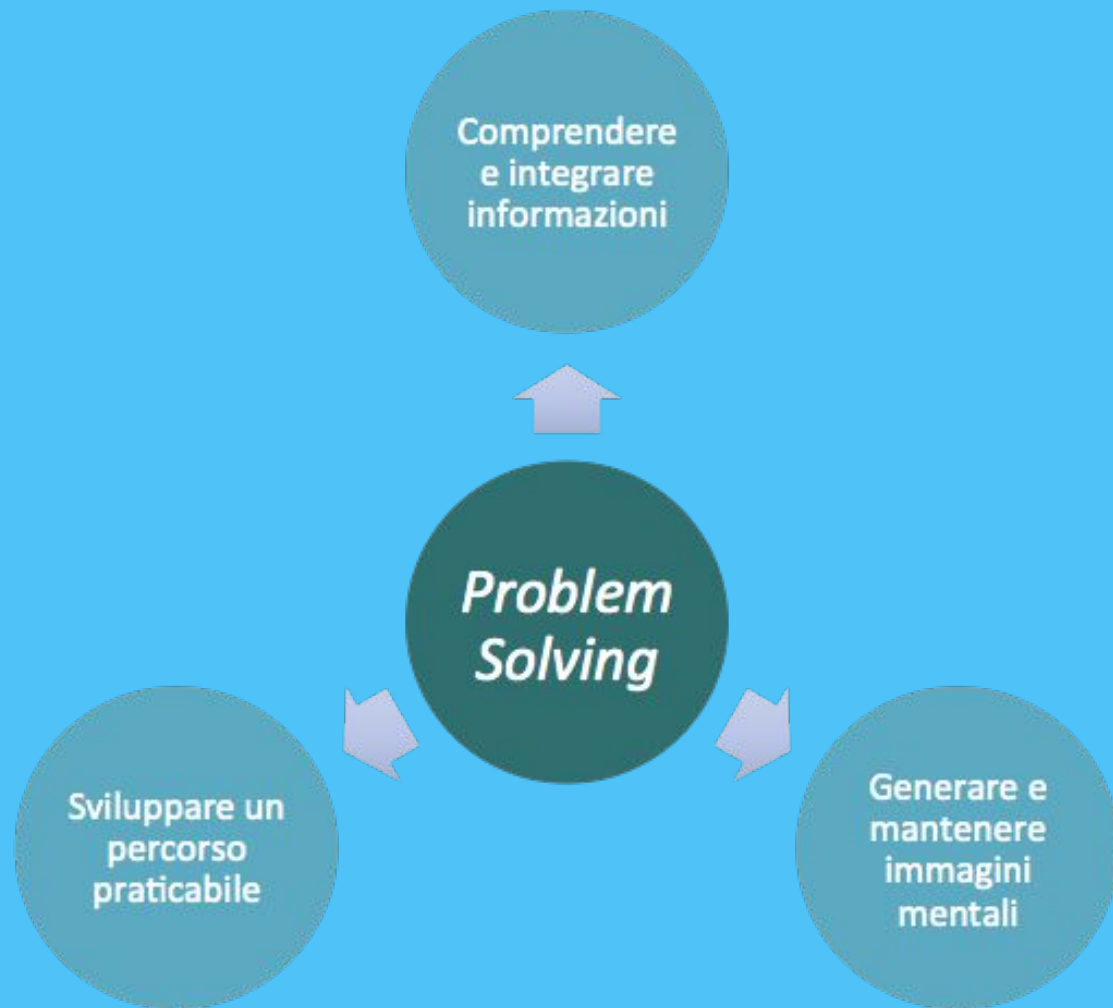 Comprendere
e integrare
informazioni
Problem
Solving
Sviluppare un
percorso
praticabile
Generare e
mantenere
immagini
mentali